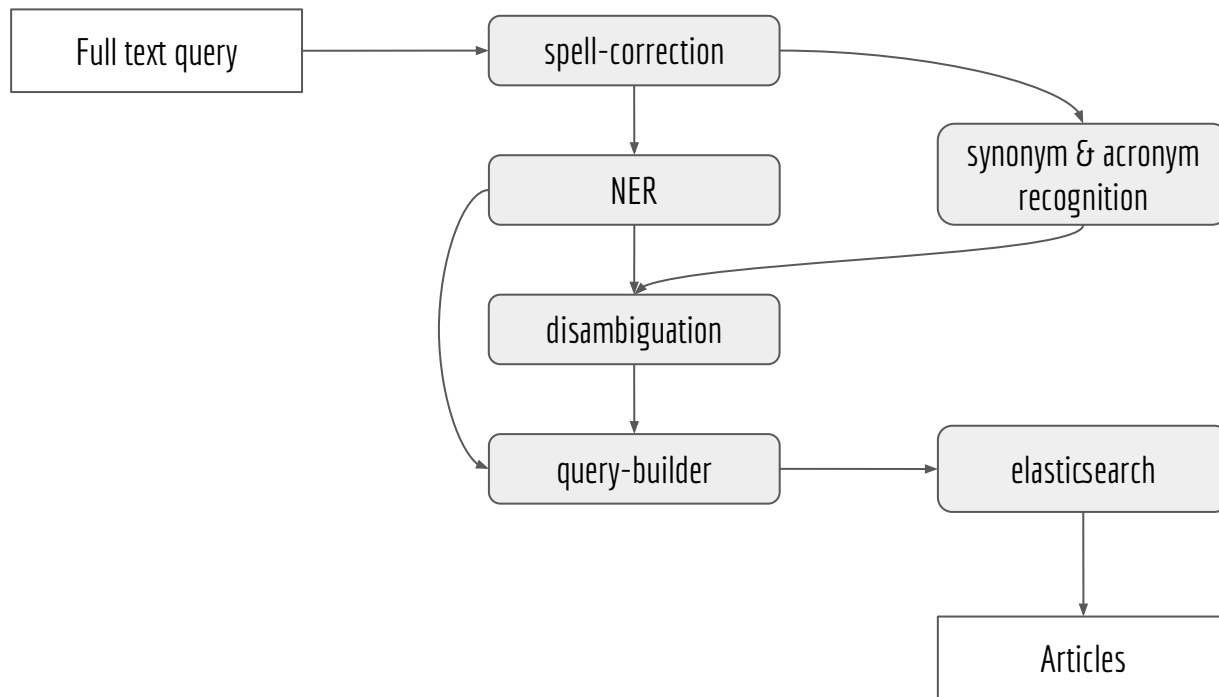 Full text query
spell-correction
synonym & acronym
recognition
NER
disambiguation
query-builder
elasticsearch
Articles